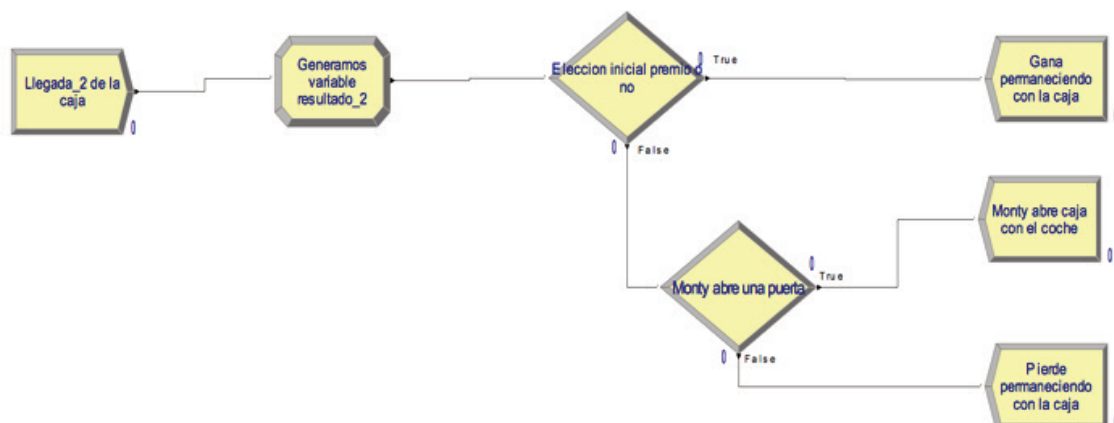 Llegada_2 de la
caja
0
Generamos
variable
resultado_2
Eleccion inicial premio o
no
0
True
0
False
Gana
permaneciendo
con la caja
0
Monty abre una puerta
0
True
0
False
Monty abre caja
con el coche
0
Pierde
permaneciendo
con la caja
0